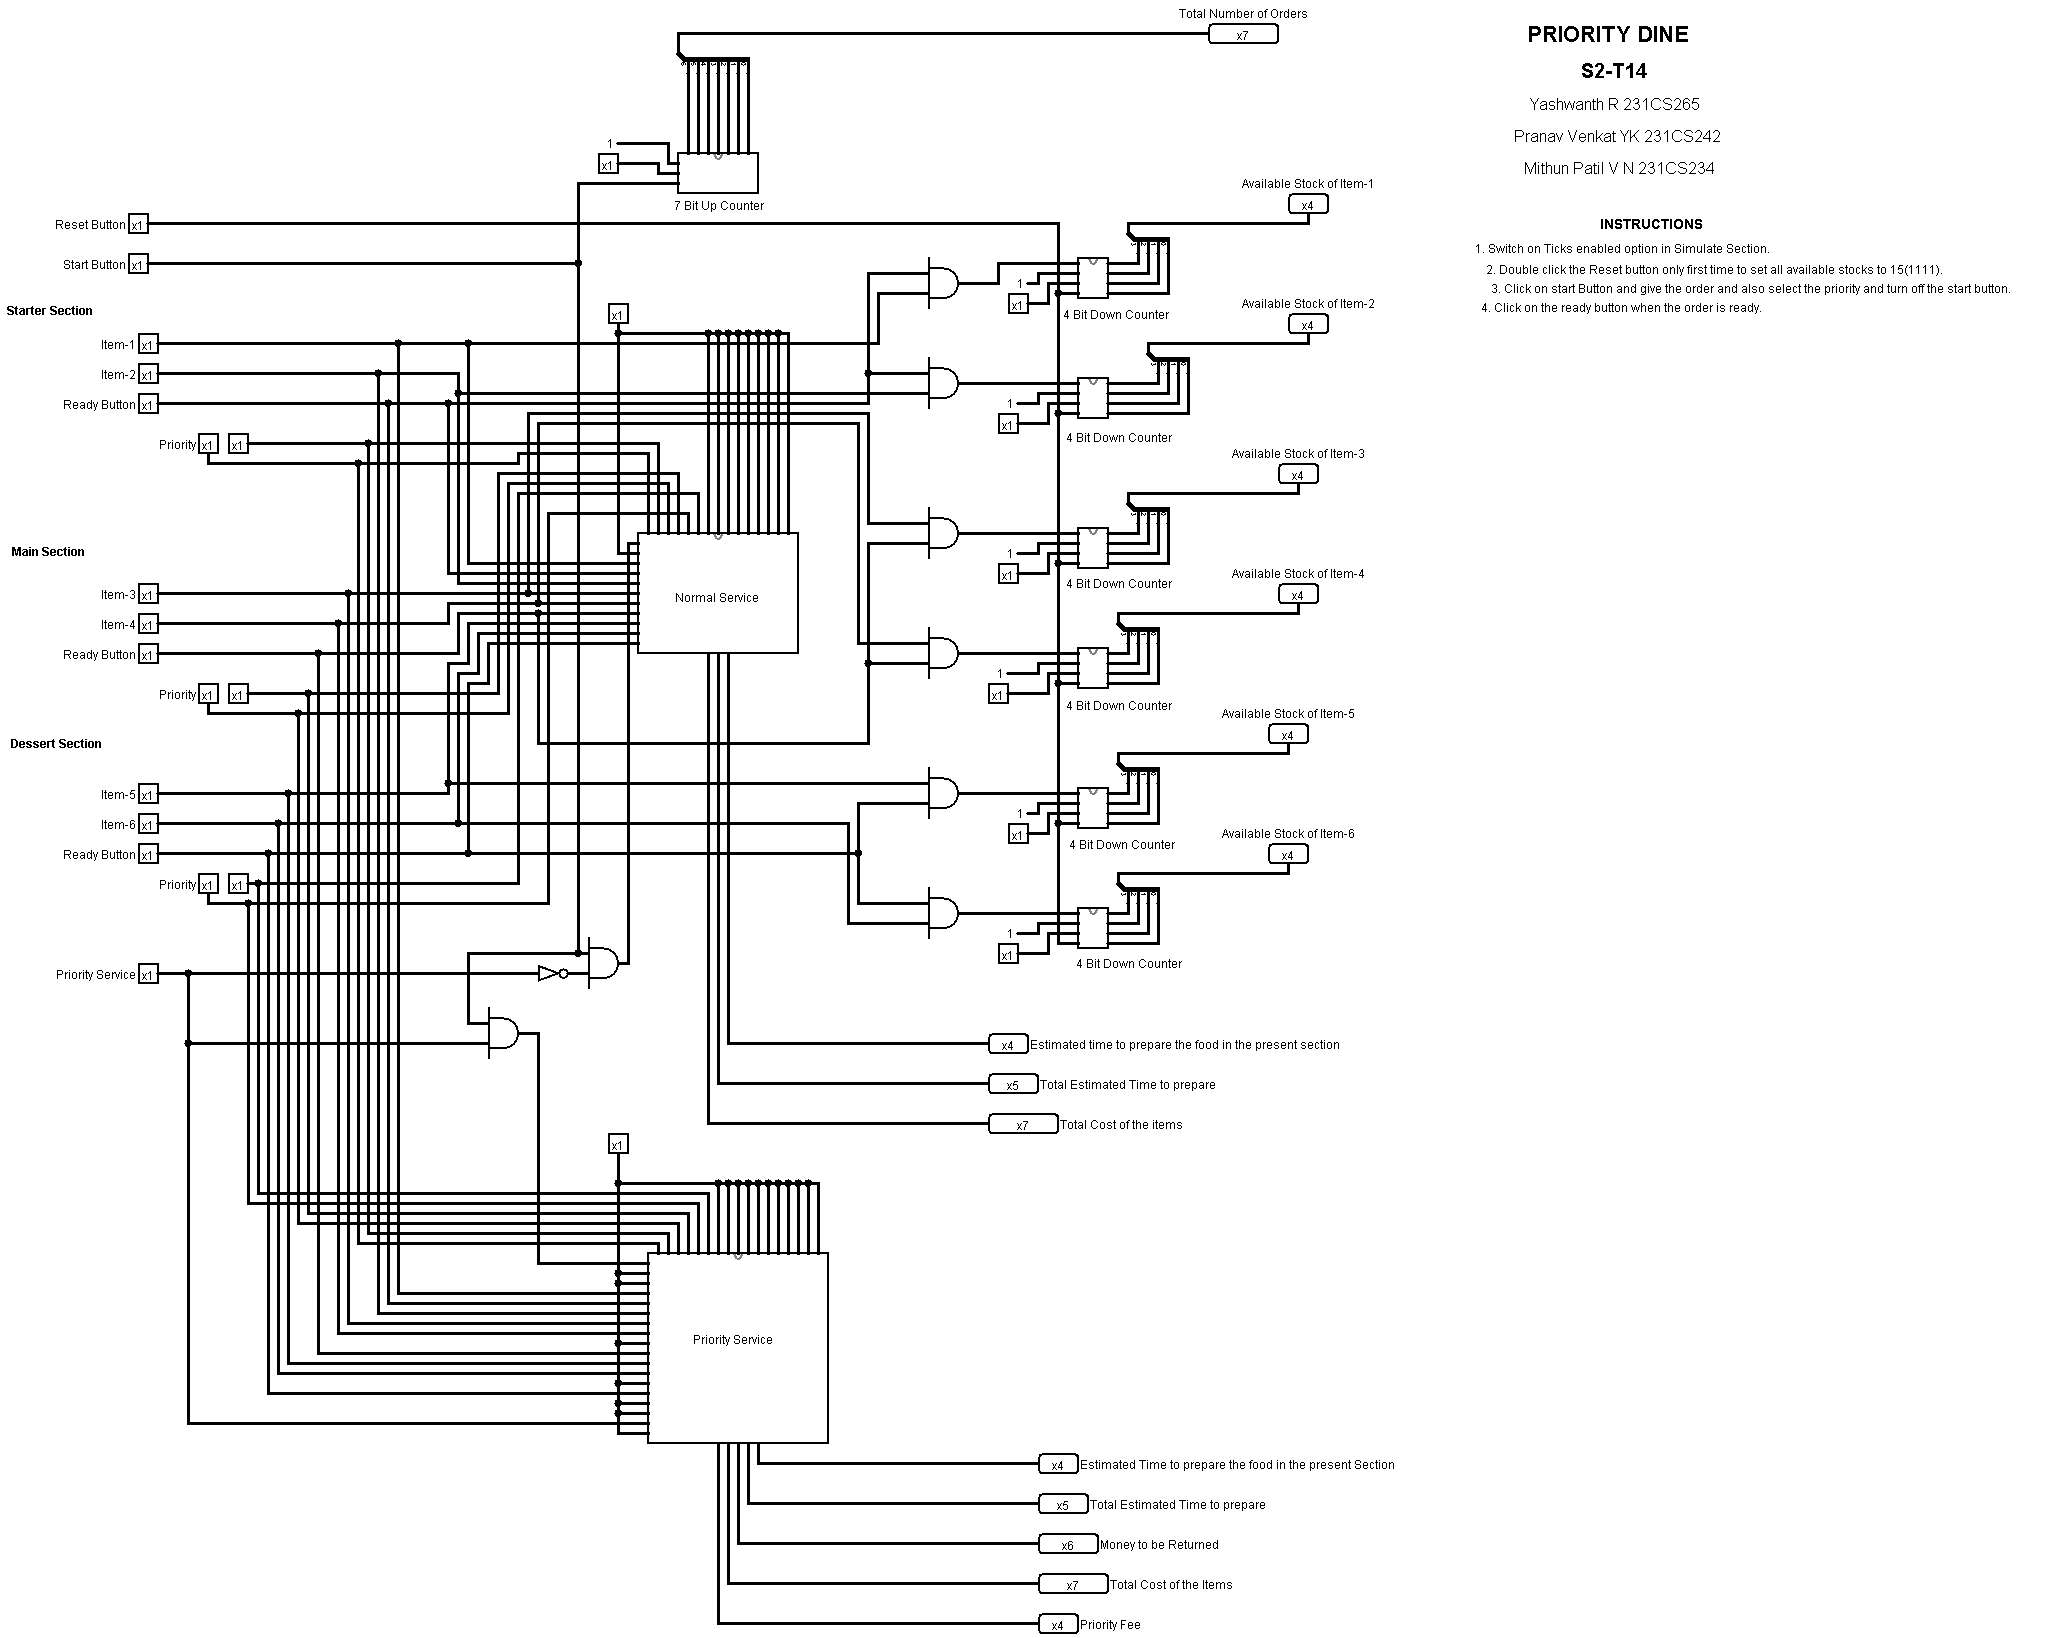 Total Number of Orders
x7
PRIORITY DINE
S2-T14
Yashwanth R 231CS265
Pranav Venkat YK 231CS242
Mithun Patil V N 231CS234
INSTRUCTIONS
1. Switch on Ticks enabled option in Simulate Section.
2. Double click the Reset button only first time to set all available stocks to 15(1111).
3. Click on start Button and give the order and also select the priority and turn off the start button.
4. Click on the ready button when the order is ready.
1
x1
7 Bit Up Counter
Reset Button x1
Start Button x1
Starter Section
Item-1 x1
Item-2 x1
Ready Button x1
Priority x1 x1
Main Section
Item-3 x1
Item-4 x1
Ready Button x1
Priority x1 x1
Dessert Section
Item-5 x1
Item-6 x1
Ready Button x1
Priority x1 x1
Priority Service x1
x1
Normal Service
Available Stock of Item-1
x4
1
x1
4 Bit Down Counter
Available Stock of Item-2
x4
1
x1
4 Bit Down Counter
Available Stock of Item-3
x4
1
x1
4 Bit Down Counter
Available Stock of Item-4
x4
1
x1
4 Bit Down Counter
Available Stock of Item-5
x4
1
x1
4 Bit Down Counter
Available Stock of Item-6
x4
1
x1
4 Bit Down Counter
x4 Estimated time to prepare the food in the present section
x5 Total Estimated Time to prepare
x7 Total Cost of the items
x1
Priority Service
x4 Estimated Time to prepare the food in the present Section
x5 Total Estimated Time to prepare
x6 Money to be Returned
x7 Total Cost of the Items
x4 Priority Fee